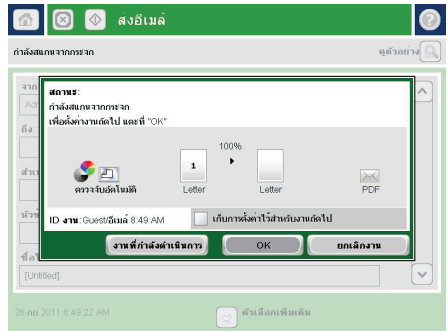 ส่งอีเมล์
กำลังสแกนจากกระจก
ดูตัวอย่าง
จาก
ถึง:
สถานะ:
กำลังสแกนจากกระจก
เพื่อตั้งค่างานถัดไป แตะที่ "OK"
100%
1
ตรวจจับอัตโนมัติ
Letter
Letter
PDF
ID งาน: Guest/อีเมล์ 6:49 AM
เก็บการตั้งค่าไว้สำหรับงานถัดไป
งานที่กำลังดำเนินการ
OK
ยกเลิกงาน
[Untitled]
26 กย 2011 6:49:22 AM
ตัวเลือกเพิ่มเติม